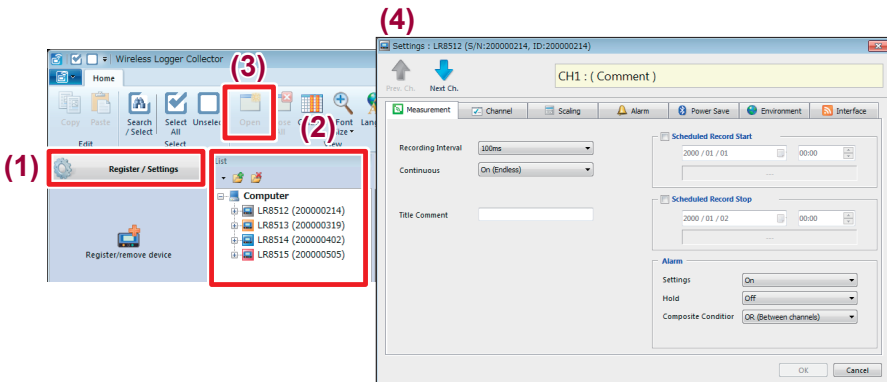 (4)
Settings : LR8512 (S/N:200000214, ID:200000214)
Prev. Ch. Next Ch.
CH1 : ( Comment )
Measurement Channel Scaling Alarm Power Save Environment Interface
Recording Interval 100ms
Continuous On (Endless)
Title Comment
Scheduled Record Start
2000 / 01 / 01 00:00
---
Scheduled Record Stop
2000 / 01 / 02 00:00
---
Alarm
Settings On
Hold Off
Composite Condition OR (Between channels)
OK Cancel
Wireless Logger Collector
(3)
Home
Copy Paste Search / Select Select All Unselec Open
Font
Size
Lang
Edit Select View
(2)
(1)
Register / Settings
Register/remove device
List
Computer
LR8512 (200000214)
LR8513 (200000319)
LR8514 (200000402)
LR8515 (200000505)